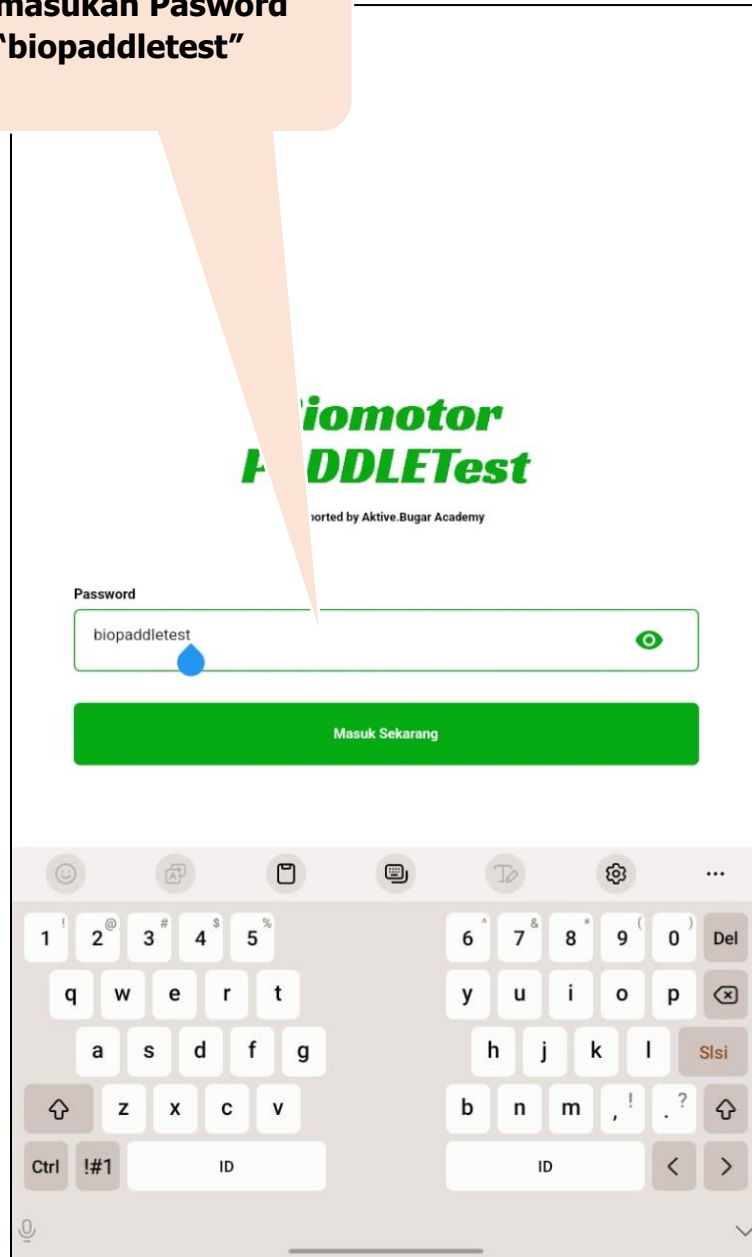 masukan Pasword
“biopaddletest”
iomotor
DDLETest
orted by Aktive.Bugar Academy
Password
biopaddletest
Masuk Sekarang
1 ! 2 @ 3 # 4 $ 5 % 6 ^ 7 & 8 * 9 ( 0 ) Del
q w e r t y u i o p
a s d f g h j k l Slsi
z x c v b n m , ! . ?
Ctrl !#1 ID ID < >